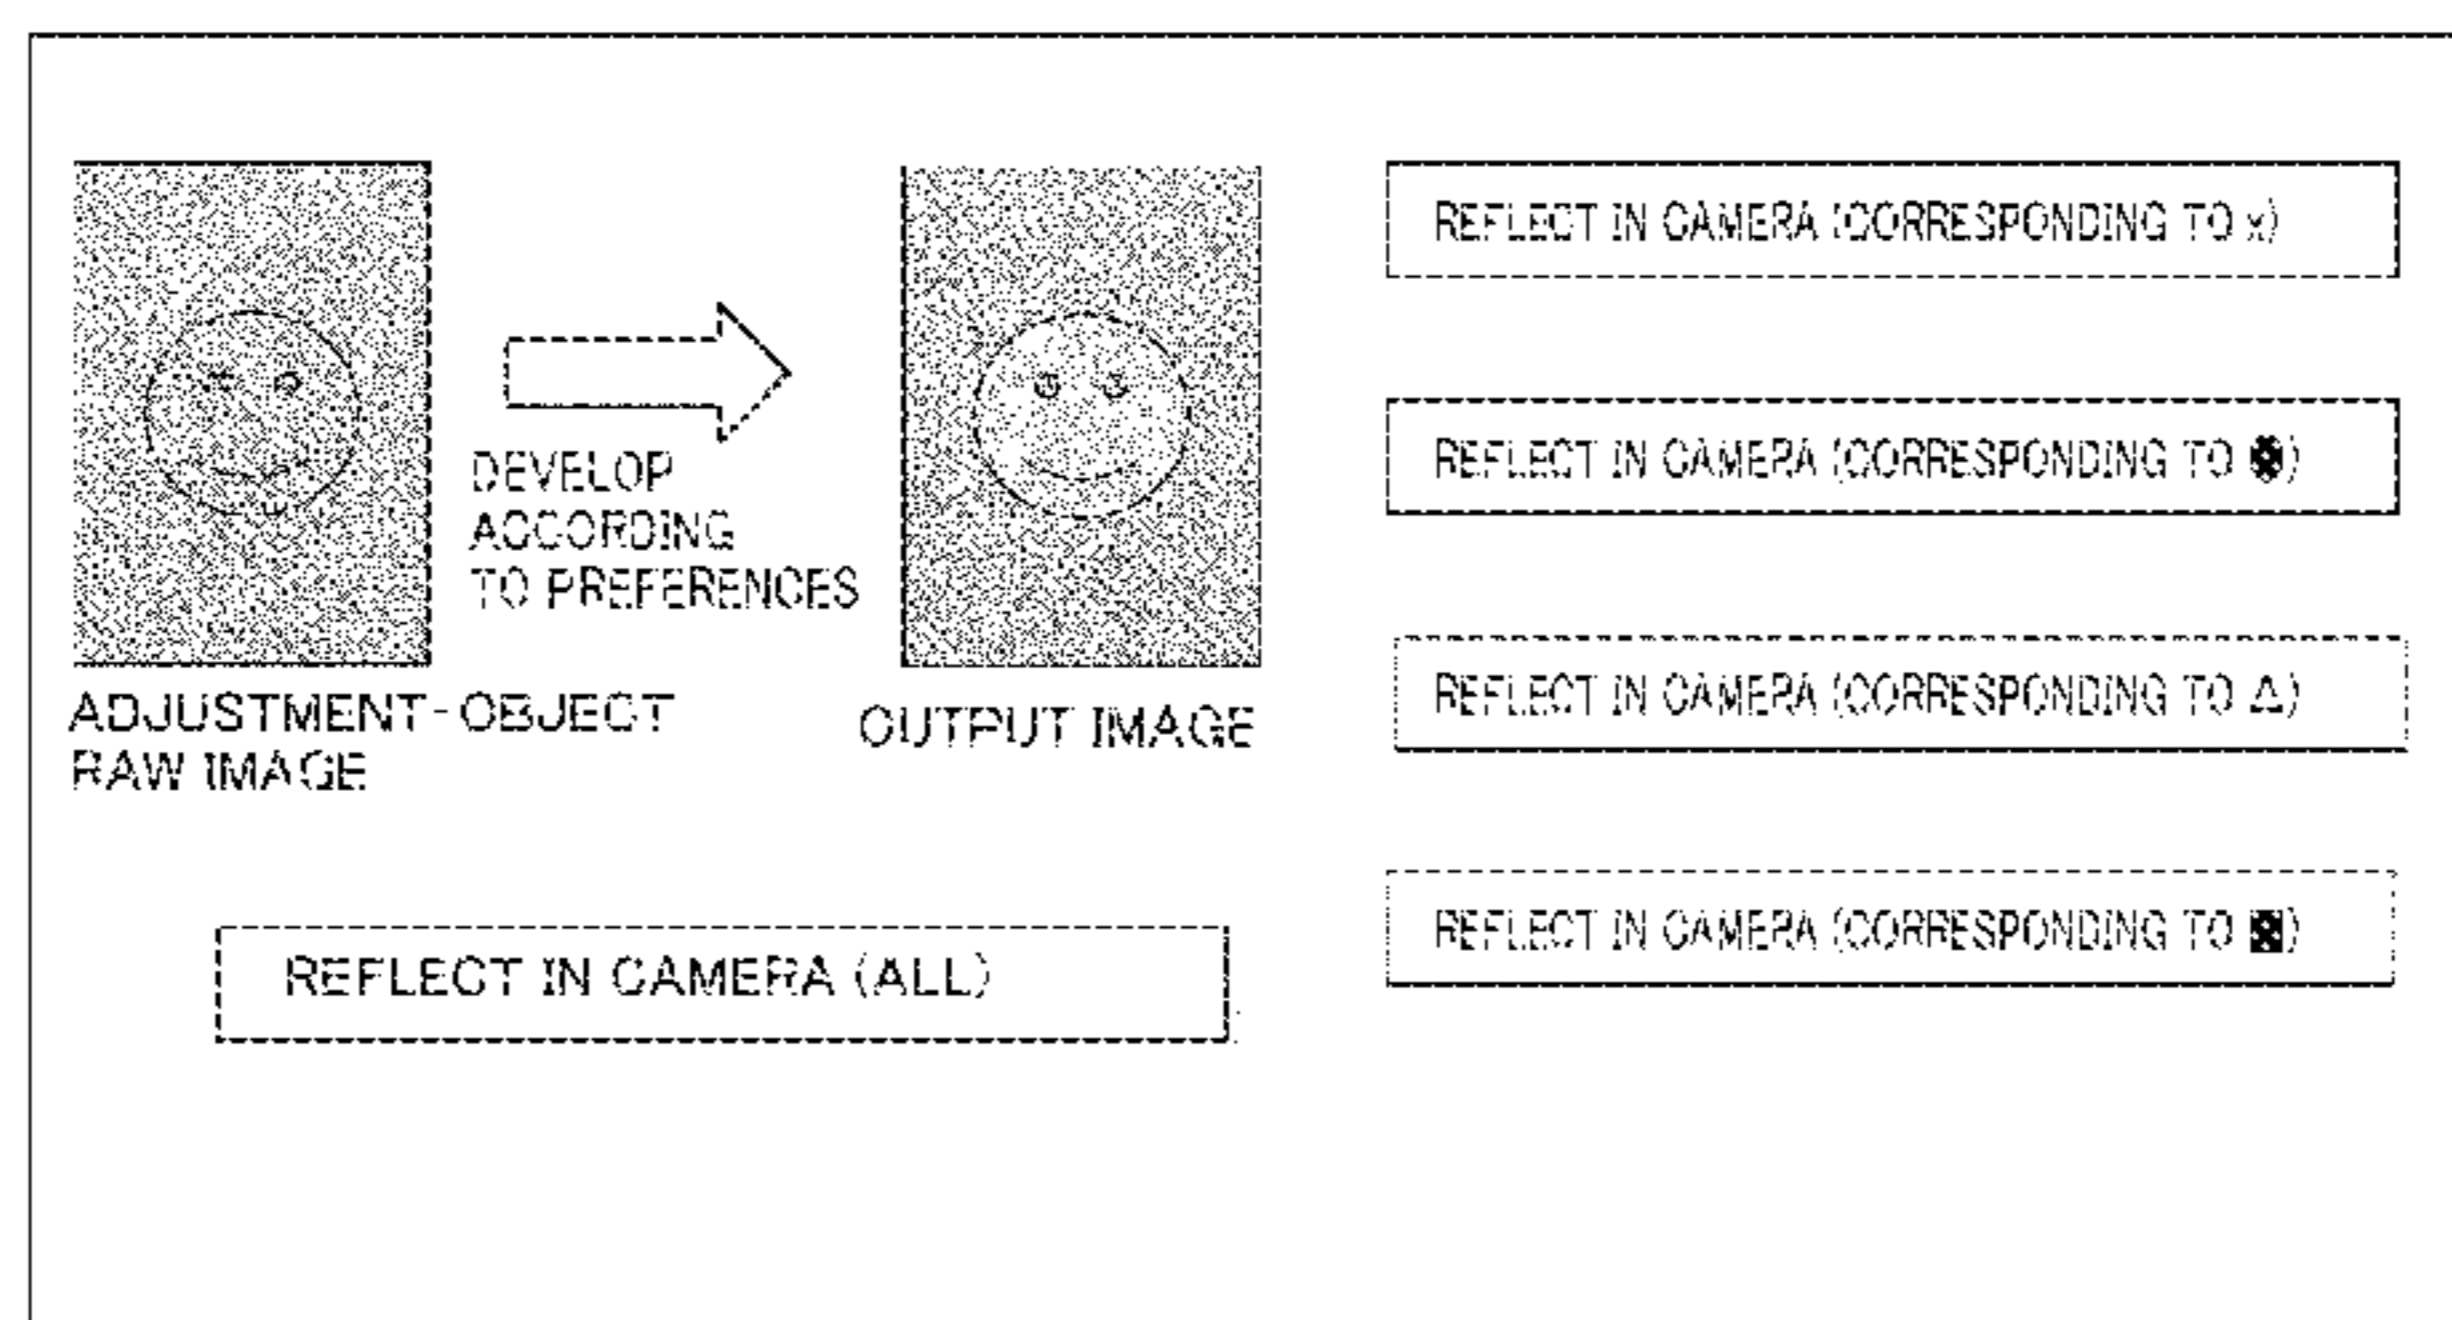 DEVELOP
ACCORDING
TO PREFERENCES
ADJUSTMENT-OBJECT
RAW IMAGE
OUTPUT IMAGE
REFLECT IN CAMERA (ALL)
REFLECT IN CAMERA (CORRESPONDING TO ×)
REFLECT IN CAMERA (CORRESPONDING TO ●)
REFLECT IN CAMERA (CORRESPONDING TO △)
REFLECT IN CAMERA (CORRESPONDING TO ■)